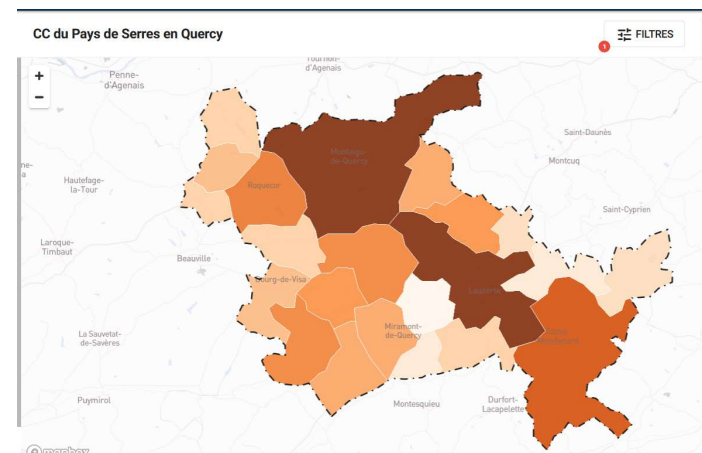 CC du Pays de Serres en Quercy
1
FILTRES
+
−
Penne-
d'Agenais
Tournon-
d'Agenais
Saint-Daunès
Montaigu-
de-Quercy
Montcuq
Hautefage-
la-Tour
Roquecor
Saint-Cyprien
Laroque-
Timbaut
Beauville
Bourg-de-Visa
Lauzerte
La Sauvetat-
de-Savères
Miramont-
de-Quercy
Puymirol
Montesquieu
Durfort-
Lacapelette
mapbox